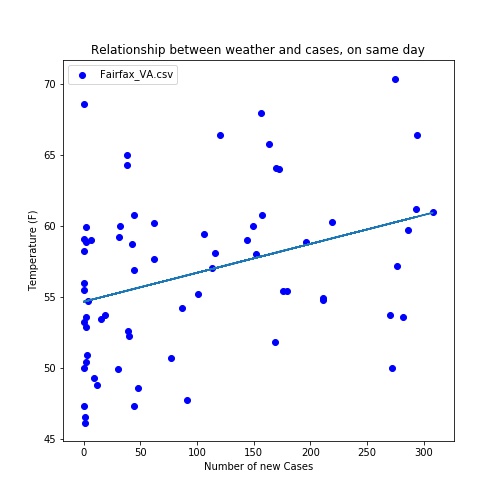 Relationship between weather and cases, on same day
Fairfax_VA.csv
Temperature (F)
70
65
60
55
50
45
0 50 100 150 200 250 300
Number of new Cases